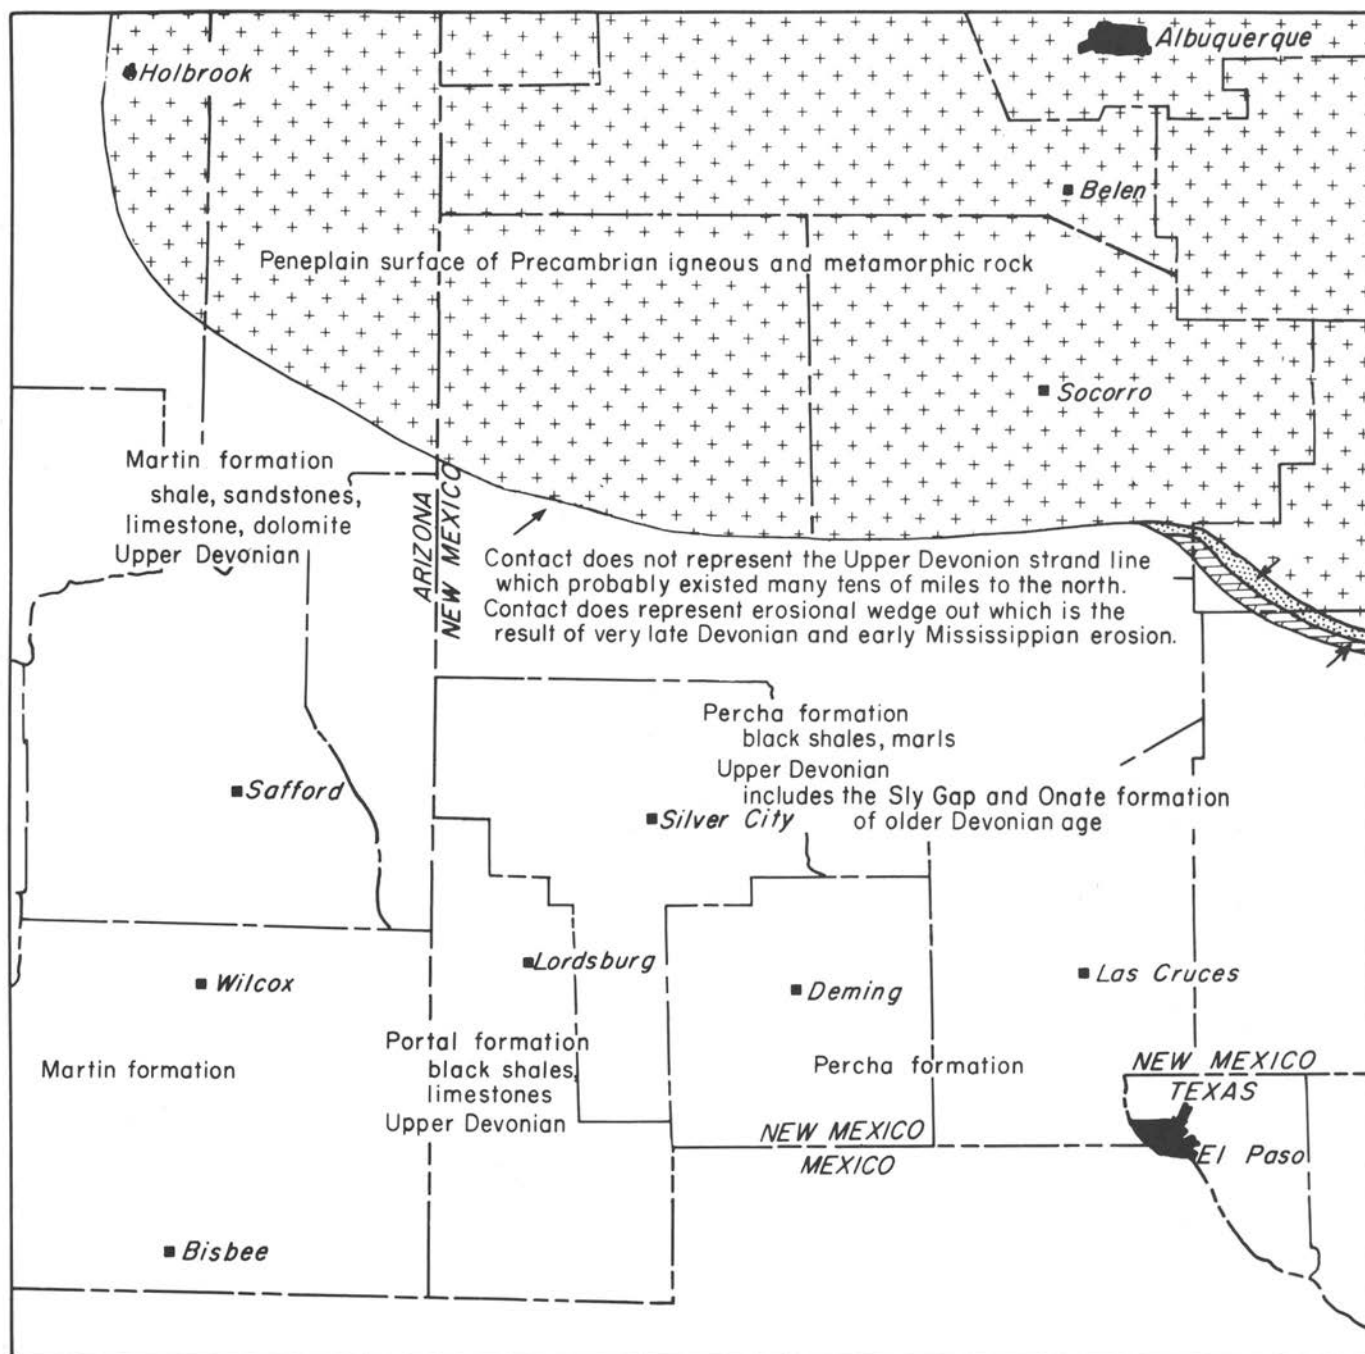 Albuquerque
Holbrook
Belen
Peneplain surface of Precambrian igneous and metamorphic rock
Socorro
Martin formation
shale, sandstones,
limestone, dolomite
Upper Devonian
ARIZONA
NEW MEXICO
Contact does not represent the Upper Devonion strand line
which probably existed many tens of miles to the north.
Contact does represent erosional wedge out which is the
result of very late Devonian and early Mississippian erosion.
Percha formation
black shales, marls
Upper Devonian
includes the Sly Gap and Onate formation
of older Devonian age
Safford
Silver City
Wilcox
Lordsburg
Deming
Las Cruces
Martin formation
Portal formation
black shales,
limestones
Upper Devonian
Percha formation
NEW MEXICO
TEXAS
NEW MEXICO
MEXICO
El Paso
Bisbee